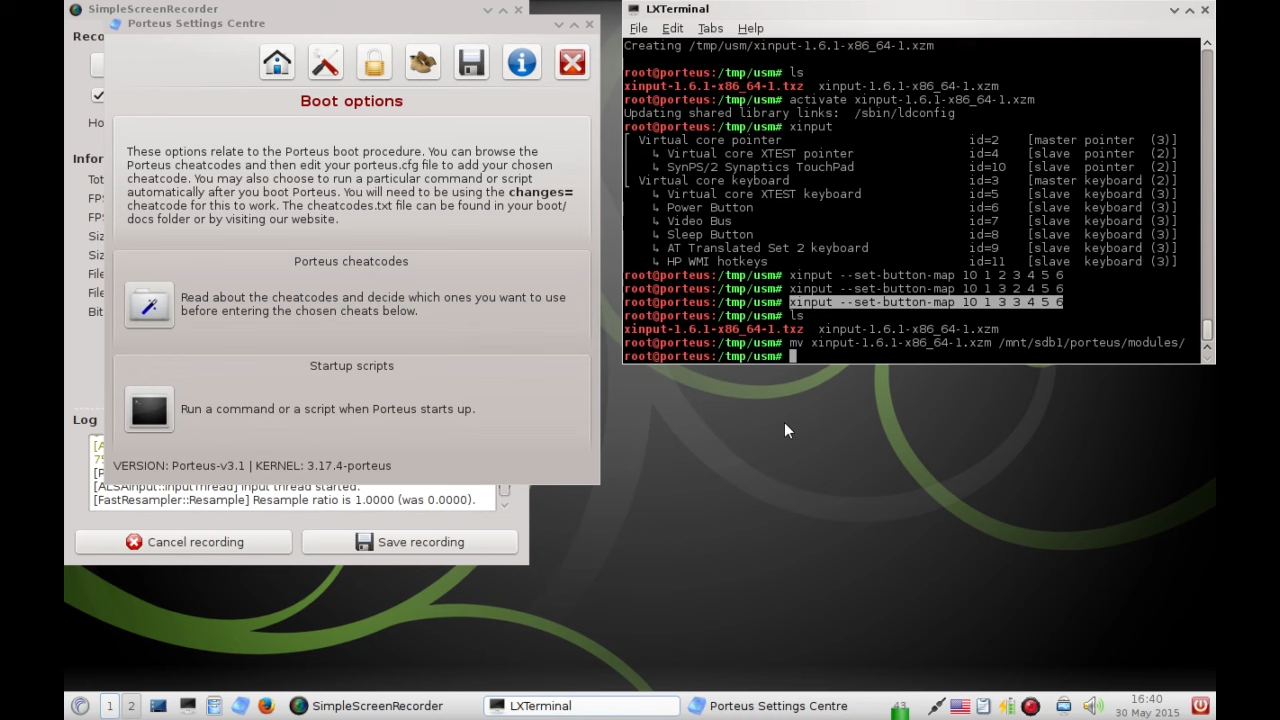 SimpleScreenRecorder
Porteus Settings Centre
Boot options
These options relate to the Porteus boot procedure. You can browse the
Porteus cheatcodes and then edit your porteus.cfg file to add your chosen
cheatcode. You may also choose to run a particular command or script
automatically after you boot Porteus. You will need to be using the changes=
cheatcode for this to work. The cheatcodes.txt file can be found in your boot/
docs folder or by visiting our website.
Porteus cheatcodes
Read about the cheatcodes and decide which ones you want to use
before entering the chosen cheats below.
Startup scripts
Run a command or a script when Porteus starts up.
VERSION: Porteus-v3.1 | KERNEL: 3.17.4-porteus
Reco
Ho
Infor
Tot
FPS
FPS
Siz
Siz
File
File
Bit
Log
[A
75
[P
[ALSAInput::InputThread] Input thread started.
[FastResampler::Resample] Resample ratio is 1.0000 (was 0.0000).
Cancel recording
Save recording
LXTerminal
File Edit Tabs Help
Creating /tmp/usm/xinput-1.6.1-x86_64-1.xzm
root@porteus:/tmp/usm# ls
xinput-1.6.1-x86_64-1.txz xinput-1.6.1-x86_64-1.xzm
root@porteus:/tmp/usm# activate xinput-1.6.1-x86_64-1.xzm
Updating shared library links: /sbin/ldconfig
root@porteus:/tmp/usm# xinput
⎡ Virtual core pointer id=2 [master pointer (3)]
⎜ ↳ Virtual core XTEST pointer id=4 [slave pointer (2)]
⎜ ↳ SynPS/2 Synaptics TouchPad id=10 [slave pointer (2)]
⎣ Virtual core keyboard id=3 [master keyboard (2)]
↳ Virtual core XTEST keyboard id=5 [slave keyboard (3)]
↳ Power Button id=6 [slave keyboard (3)]
↳ Video Bus id=7 [slave keyboard (3)]
↳ Sleep Button id=8 [slave keyboard (3)]
↳ AT Translated Set 2 keyboard id=9 [slave keyboard (3)]
↳ HP WMI hotkeys id=11 [slave keyboard (3)]
root@porteus:/tmp/usm# xinput --set-button-map 10 1 2 3 4 5 6
root@porteus:/tmp/usm# xinput --set-button-map 10 1 3 2 4 5 6
root@porteus:/tmp/usm# xinput --set-button-map 10 1 3 3 4 5 6
root@porteus:/tmp/usm# ls
xinput-1.6.1-x86_64-1.txz xinput-1.6.1-x86_64-1.xzm
root@porteus:/tmp/usm# mv xinput-1.6.1-x86_64-1.xzm /mnt/sdb1/porteus/modules/
root@porteus:/tmp/usm#
1 2 SimpleScreenRecorder LXTerminal Porteus Settings Centre 43 16:40
30 May 2015